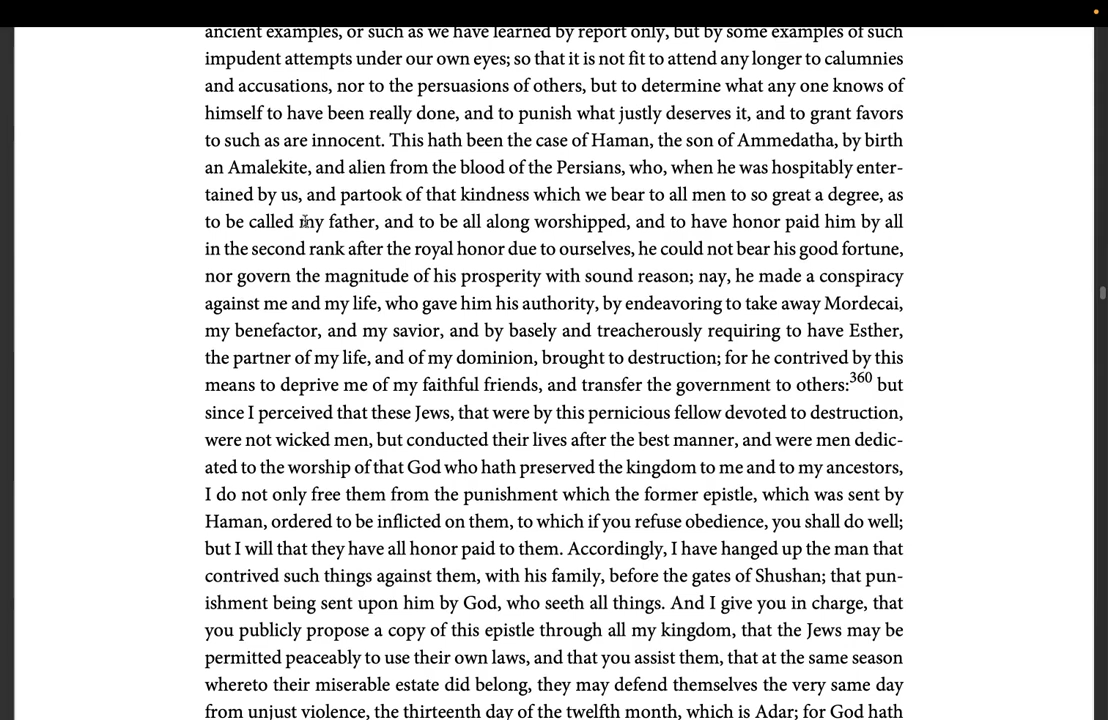 ancient examples, or such as we have learned by report only, but by some examples of such
impudent attempts under our own eyes; so that it is not fit to attend any longer to calumnies
and accusations, nor to the persuasions of others, but to determine what any one knows of
himself to have been really done, and to punish what justly deserves it, and to grant favors
to such as are innocent. This hath been the case of Haman, the son of Ammedatha, by birth
an Amalekite, and alien from the blood of the Persians, who, when he was hospitably enter-
tained by us, and partook of that kindness which we bear to all men to so great a degree, as
to be called my father, and to be all along worshipped, and to have honor paid him by all
in the second rank after the royal honor due to ourselves, he could not bear his good fortune,
nor govern the magnitude of his prosperity with sound reason; nay, he made a conspiracy
against me and my life, who gave him his authority, by endeavoring to take away Mordecai,
my benefactor, and my savior, and by basely and treacherously requiring to have Esther,
the partner of my life, and of my dominion, brought to destruction; for he contrived by this
means to deprive me of my faithful friends, and transfer the government to others:360 but
since I perceived that these Jews, that were by this pernicious fellow devoted to destruction,
were not wicked men, but conducted their lives after the best manner, and were men dedic-
ated to the worship of that God who hath preserved the kingdom to me and to my ancestors,
I do not only free them from the punishment which the former epistle, which was sent by
Haman, ordered to be inflicted on them, to which if you refuse obedience, you shall do well;
but I will that they have all honor paid to them. Accordingly, I have hanged up the man that
contrived such things against them, with his family, before the gates of Shushan; that pun-
ishment being sent upon him by God, who seeth all things. And I give you in charge, that
you publicly propose a copy of this epistle through all my kingdom, that the Jews may be
permitted peaceably to use their own laws, and that you assist them, that at the same season
whereto their miserable estate did belong, they may defend themselves the very same day
from unjust violence, the thirteenth day of the twelfth month, which is Adar; for God hath